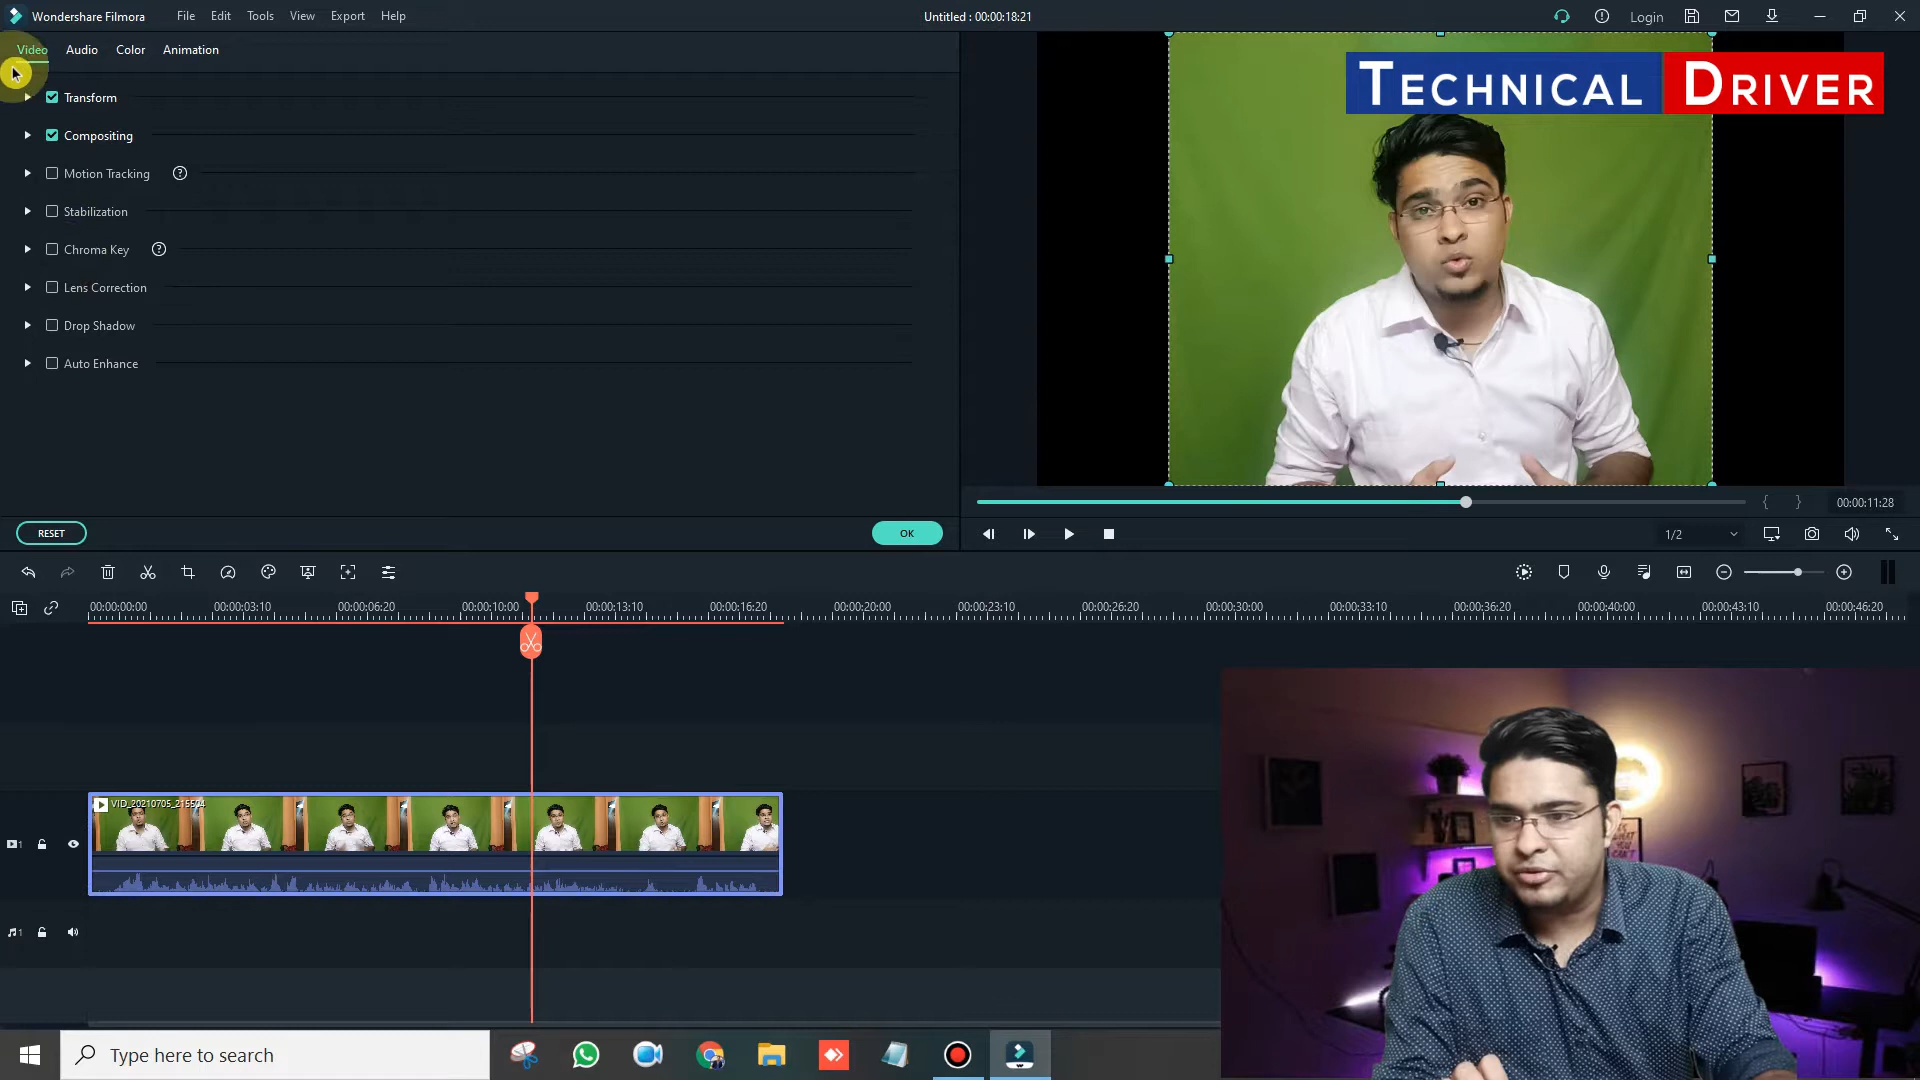 Wondershare Filmora
File Edit Tools View Export Help
Untitled : 00:00:18:21
Login
Video Audio Color Animation
TECHNICAL DRIVER
Transform
Compositing
Motion Tracking ?
Stabilization
Chroma Key ?
Lens Correction
Drop Shadow
Auto Enhance
{ } 00:00:11:28
RESET OK
1/2
00:00:00:00 00:00:03:10 00:00:06:20 00:00:10:00 00:00:13:10 00:00:16:20 00:00:20:00 00:00:23:10 00:00:26:20 00:00:30:00 00:00:33:10 00:00:36:20 00:00:40:00 00:00:43:10 00:00:46:20
VID_20210705_215504
1
1
Type here to search